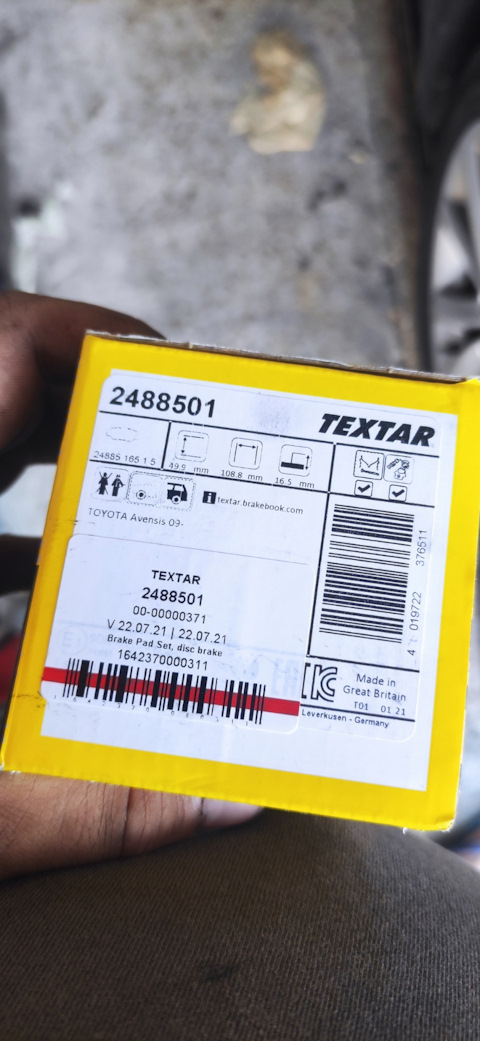 2488501
TEXTAR
24885 165 1 5
49.9 mm
108.8 mm
16.5 mm
i textar.brakebook.com
TOYOTA Avensis 09-
4 019722 376511
TEXTAR
2488501
00-00000371
V 22.07.21 | 22.07.21
Brake Pad Set, disc brake
1642370000311
Made in
Great Britain
T01 01 21
Leverkusen - Germany